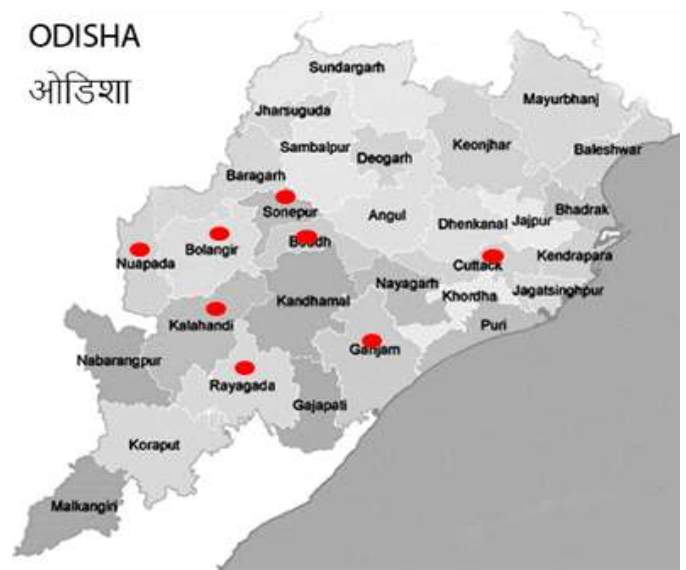 ODISHA
ओडिशा
Sundargarh
Mayurbhanj
Jharsuguda
Sambalpur
Deogarh
Keonjhar
Baleshwar
Baragarh
Sonepur
Angul
Dhenkanal
Jajpur
Bhadrak
Nuapada
Bolangir
Boudh
Cuttack
Kendrapara
Kandhamal
Nayagarh
Khordha
Jagatsinghpur
Kalahandi
Puri
Nabarangpur
Ganjam
Rayagada
Gajapati
Koraput
Malkangiri